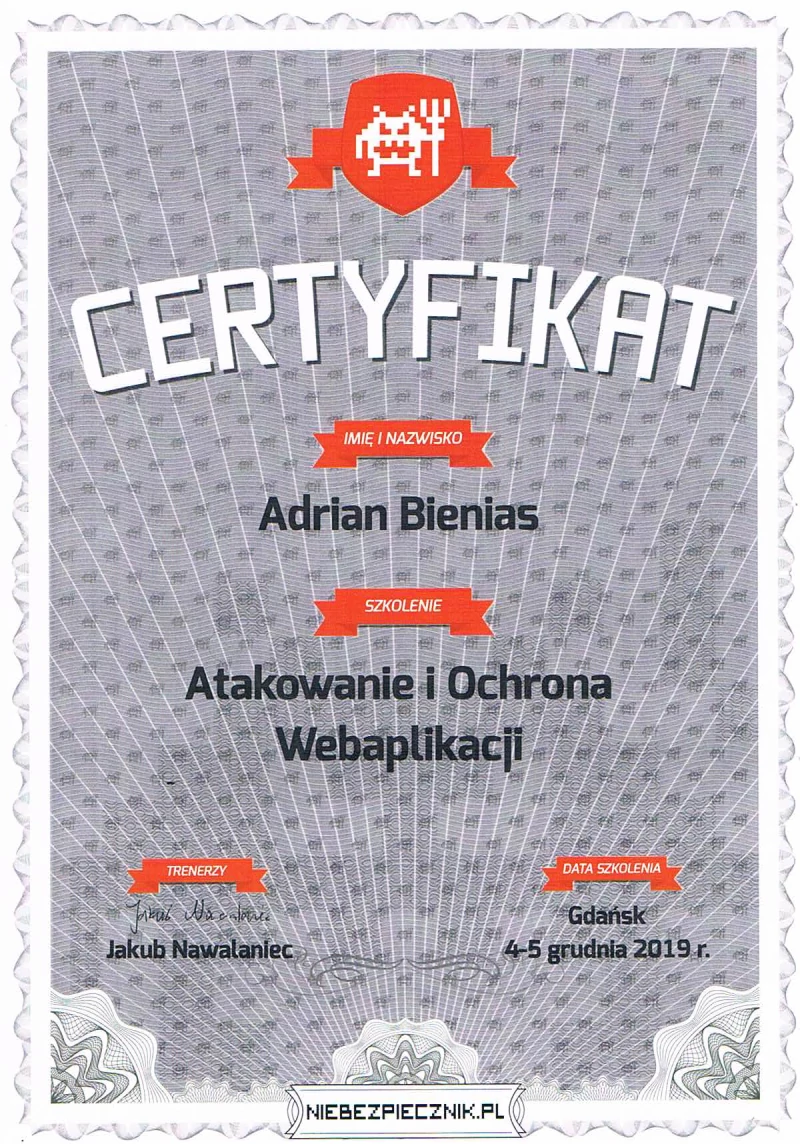 CERTYFIKAT
IMIĘ I NAZWISKO
Adrian Bienias
SZKOLENIE
Atakowanie i Ochrona
Webaplikacji
TRENERZY
Jakub Nawalaniec
Jakub Nawalaniec
DATA SZKOLENIA
Gdańsk
4-5 grudnia 2019 r.
NIEBEZPIECZNIK.PL